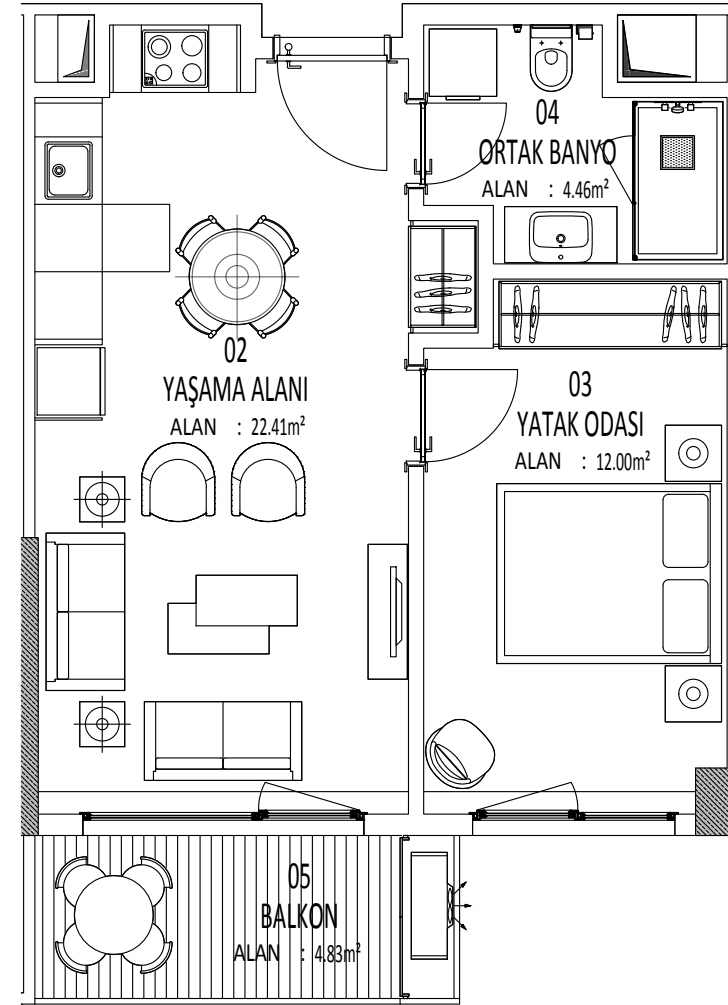 04
ORTAK BANYO
ALAN : 4.46m²
02
YAŞAMA ALANI
ALAN : 22.41m²
03
YATAK ODASI
ALAN : 12.00m²
05
BALKON
ALAN : 4.83m²